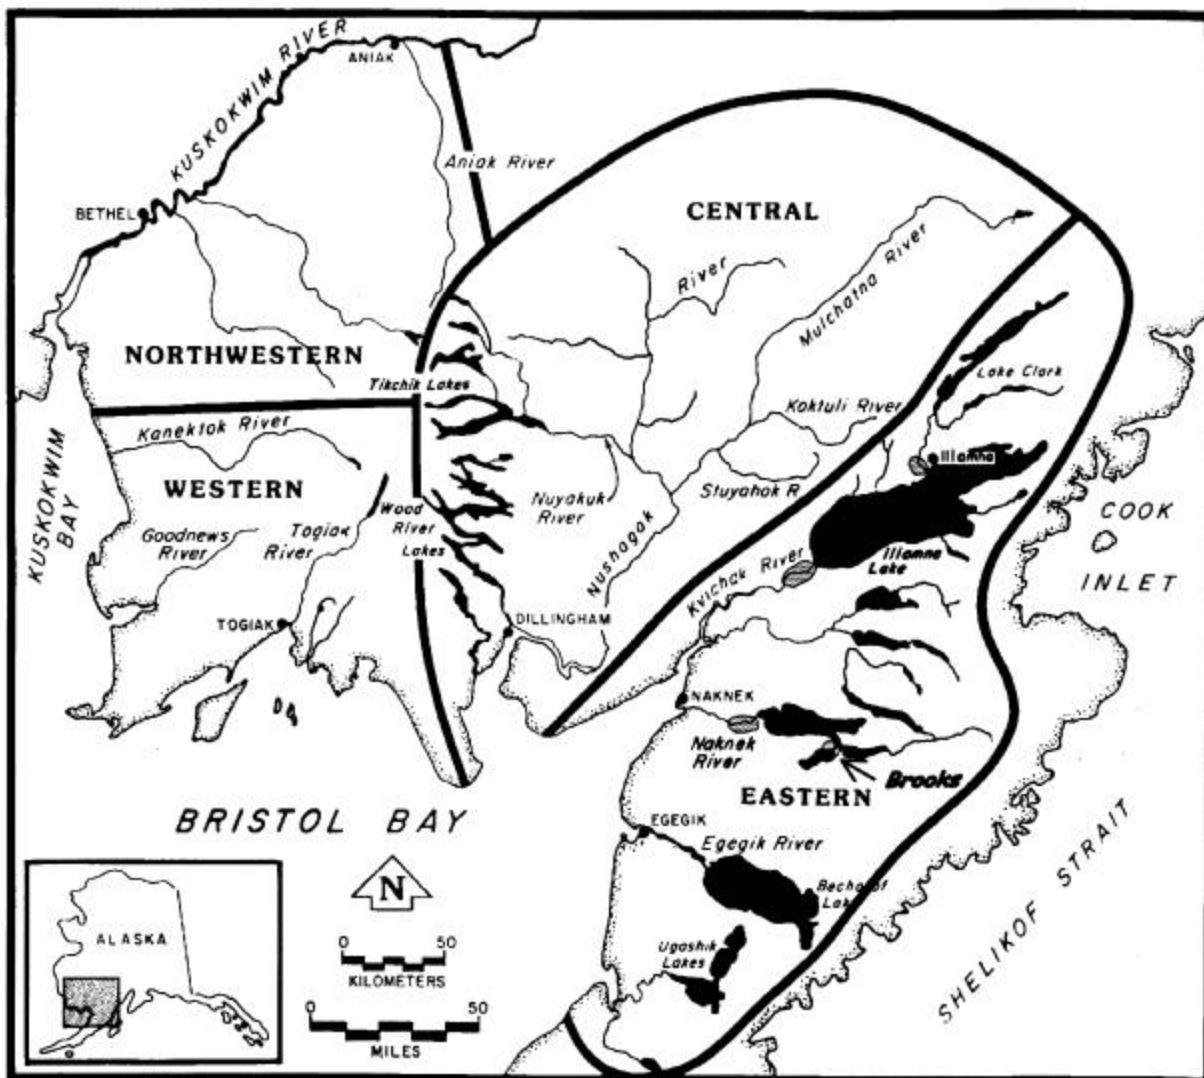 KUSKOKWIM RIVER
ANIAK
Aniak River
BETHEL
CENTRAL
River
Mulchatna River
NORTHWESTERN
Tikchik Lakes
Lake Clark
Kanektok River
Koktuli River
Iliamna
WESTERN
Stuyahok R
KUSKOKWIM
BAY
Wood
River
Lakes
Nuyakuk
River
Goodnews
River
Togiak
River
Nushagak
Iliamna
Lake
COOK
INLET
Kvichak River
TOGIAK
DILLINGHAM
NAKNEK
Naknek
River
Brooks
EASTERN
BRISTOL BAY
EGEGIK
Egegik River
Becharof
Lake
SHELIKOF STRAIT
N
ALASKA
0 50
KILOMETERS
0 50
MILES
Ugashik
Lakes